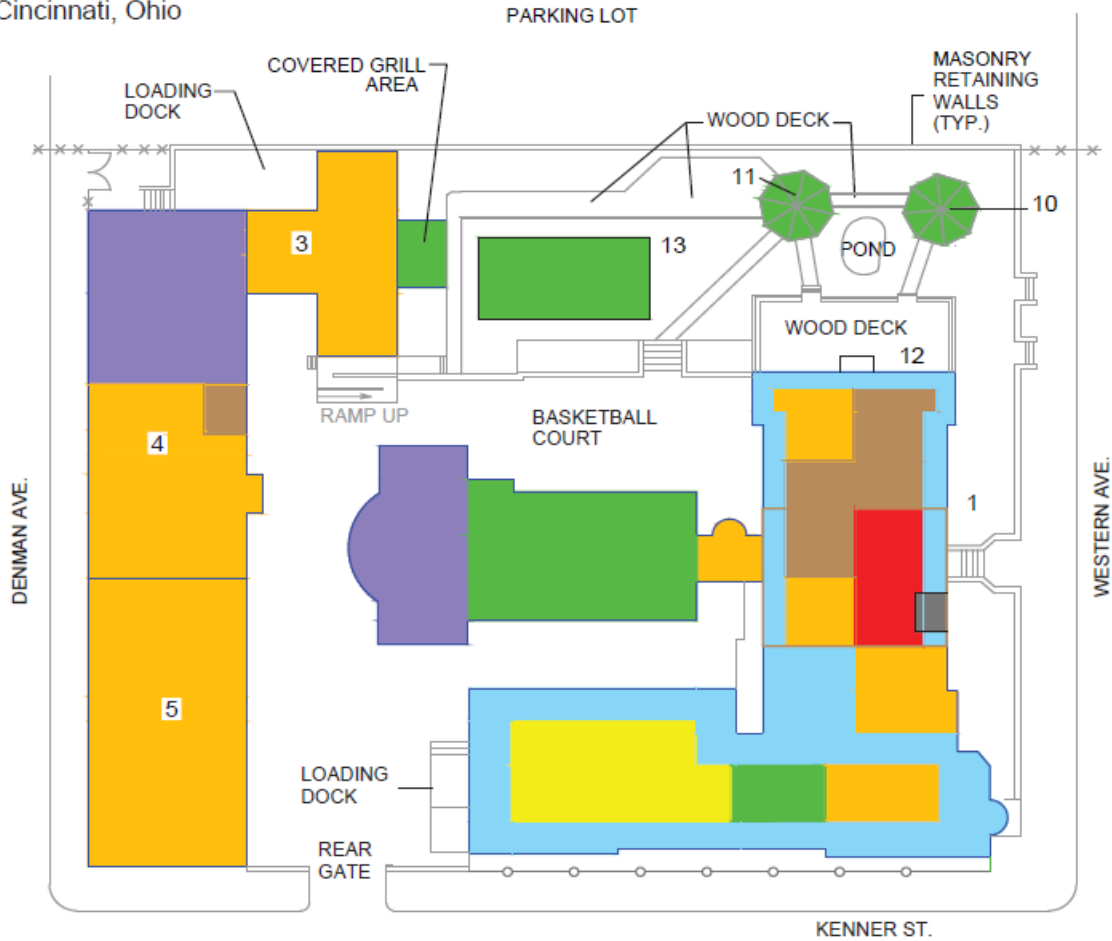 Cincinnati, Ohio
PARKING LOT
COVERED GRILL
AREA
LOADING
DOCK
WOOD DECK
MASONRY
RETAINING
WALLS
(TYP.)
11
10
3
13
POND
WOOD DECK
12
RAMP UP
BASKETBALL
COURT
4
1
DENMAN AVE.
WESTERN AVE.
5
LOADING
DOCK
REAR
GATE
KENNER ST.